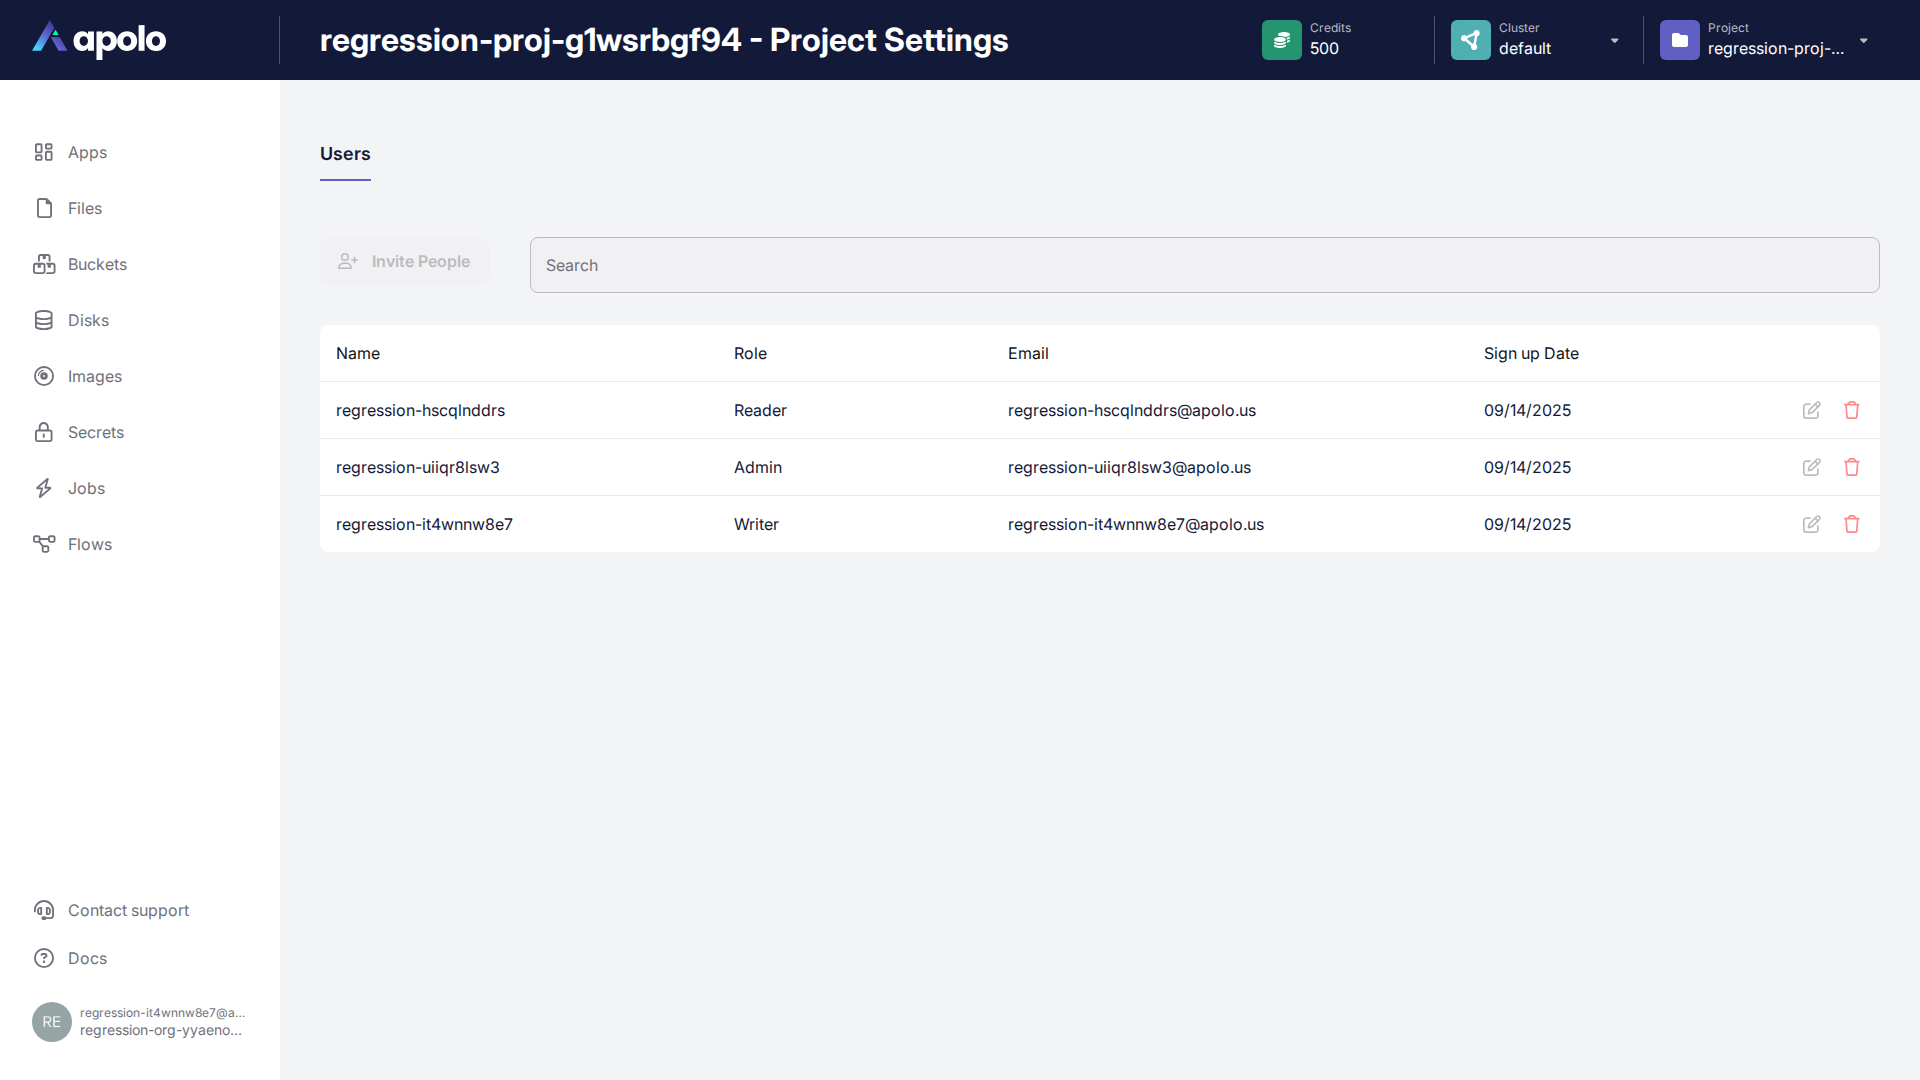 apolo
regression-proj-g1wsrbgf94 - Project Settings
Credits
500
Cluster
default
Project
regression-proj-...
Apps
Files
Buckets
Disks
Images
Secrets
Jobs
Flows
Users
Invite People
Search
Name Role Email Sign up Date
regression-hscqlnddrs Reader regression-hscqlnddrs@apolo.us 09/14/2025
regression-uiiqr8lsw3 Admin regression-uiiqr8lsw3@apolo.us 09/14/2025
regression-it4wnnw8e7 Writer regression-it4wnnw8e7@apolo.us 09/14/2025
Contact support
Docs
RE
regression-it4wnnw8e7@a...
regression-org-yyaeno...